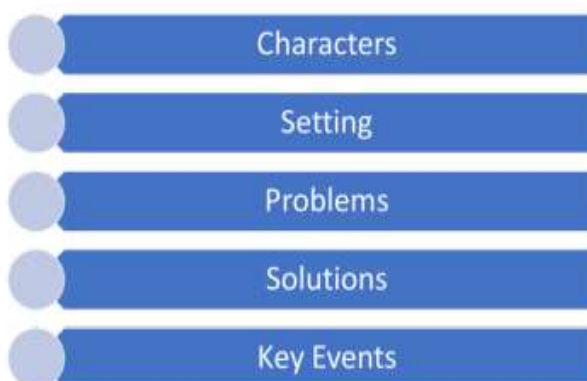 Characters
Setting
Problems
Solutions
Key Events